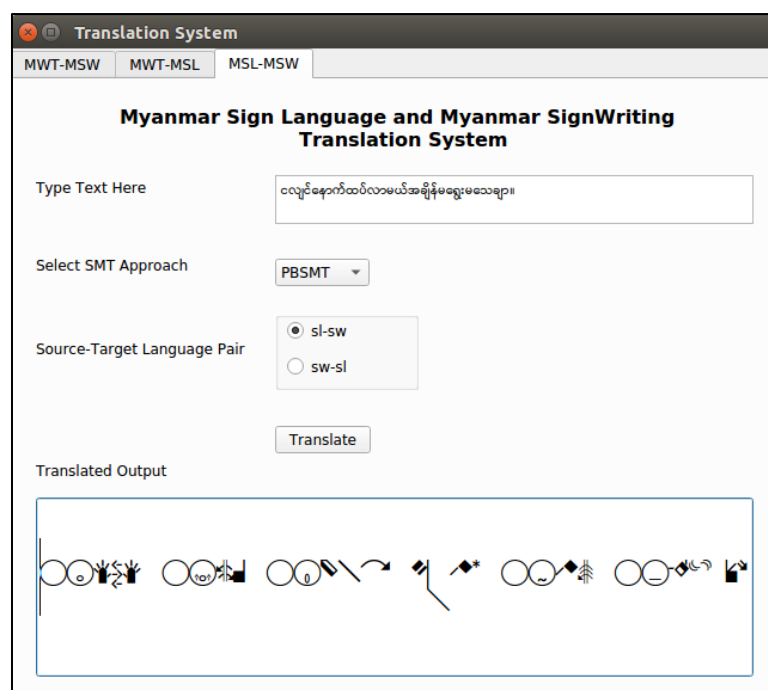 Translation System
MWT-MSW MWT-MSL MSL-MSW
Myanmar Sign Language and Myanmar SignWriting
Translation System
Type Text Here
ငလျင်နောက်ထပ်လာမယ်အချိန်မရွေးမသေချာ။
Select SMT Approach
PBSMT
Source-Target Language Pair
sl-sw
sw-sl
Translate
Translated Output